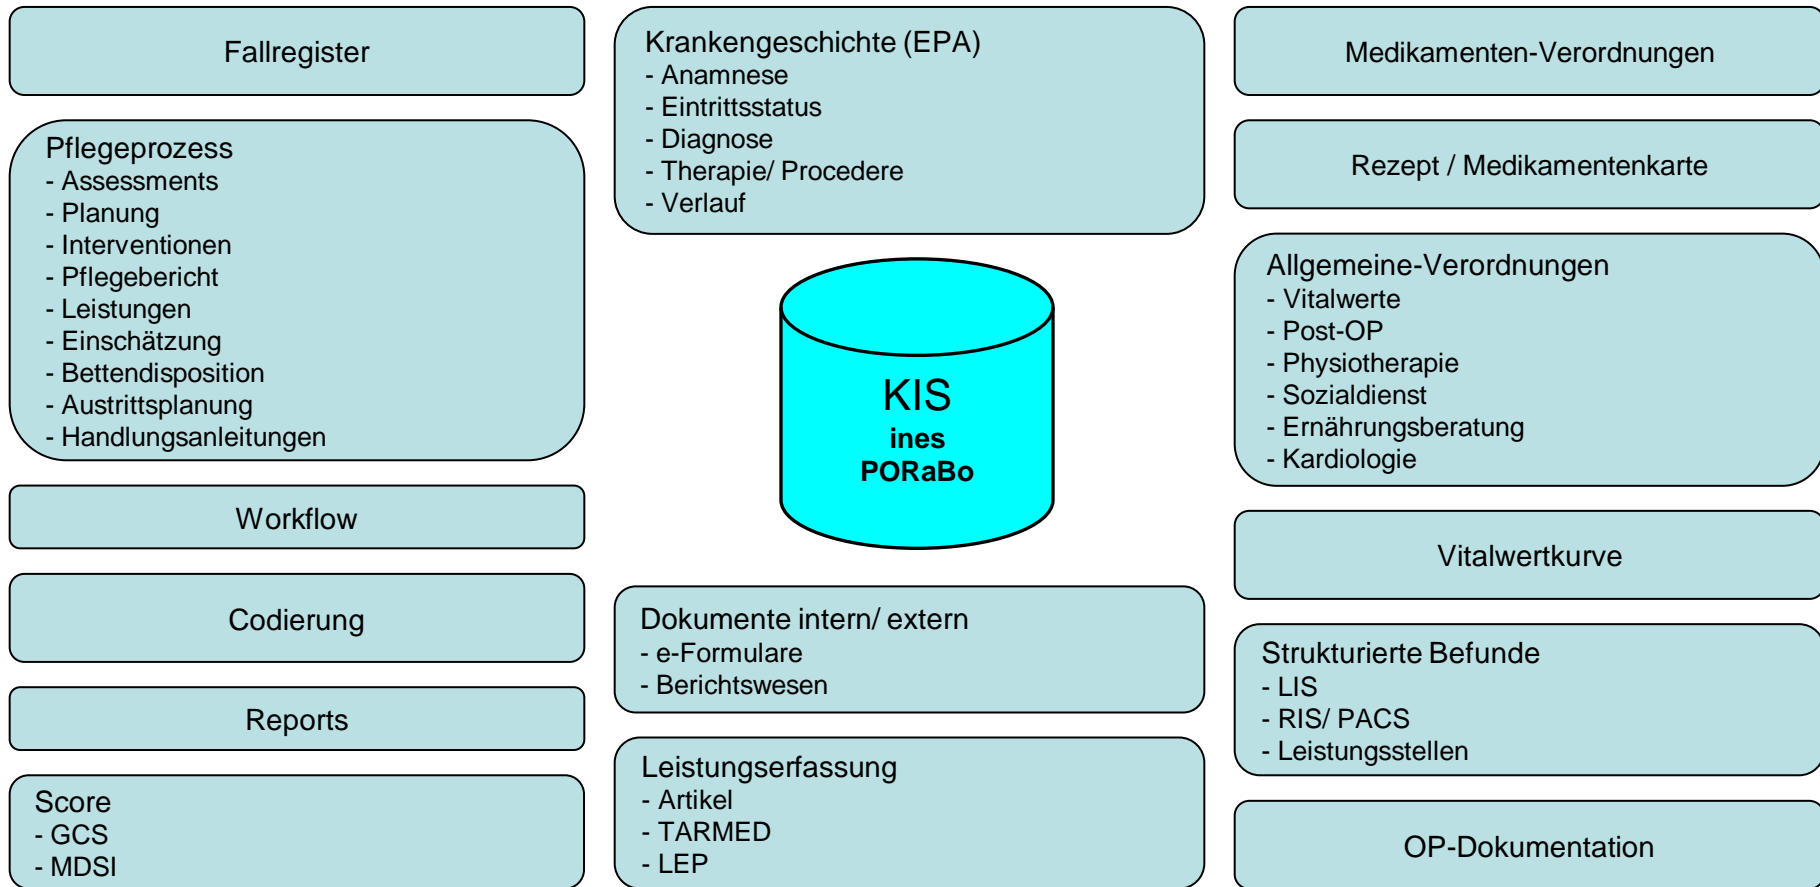 Fallregister
Pflegeprozess
- Assessments
- Planung
- Interventionen
- Pflegebericht
- Leistungen
- Einschätzung
- Bettendisposition
- Austrittsplanung
- Handlungsanleitungen
Workflow
Codierung
Reports
Score
- GCS
- MDSI
Krankengeschichte (EPA)
- Anamnese
- Eintrittsstatus
- Diagnose
- Therapie/ Procedere
- Verlauf
KIS
ines
PORaBo
Dokumente intern/ extern
- e-Formulare
- Berichtswesen
Leistungserfassung
- Artikel
- TARMED
- LEP
Medikamenten-Verordnungen
Rezept / Medikamentenkarte
Allgemeine-Verordnungen
- Vitalwerte
- Post-OP
- Physiotherapie
- Sozialdienst
- Ernährungsberatung
- Kardiologie
Vitalwertkurve
Strukturierte Befunde
- LIS
- RIS/ PACS
- Leistungsstellen
OP-Dokumentation